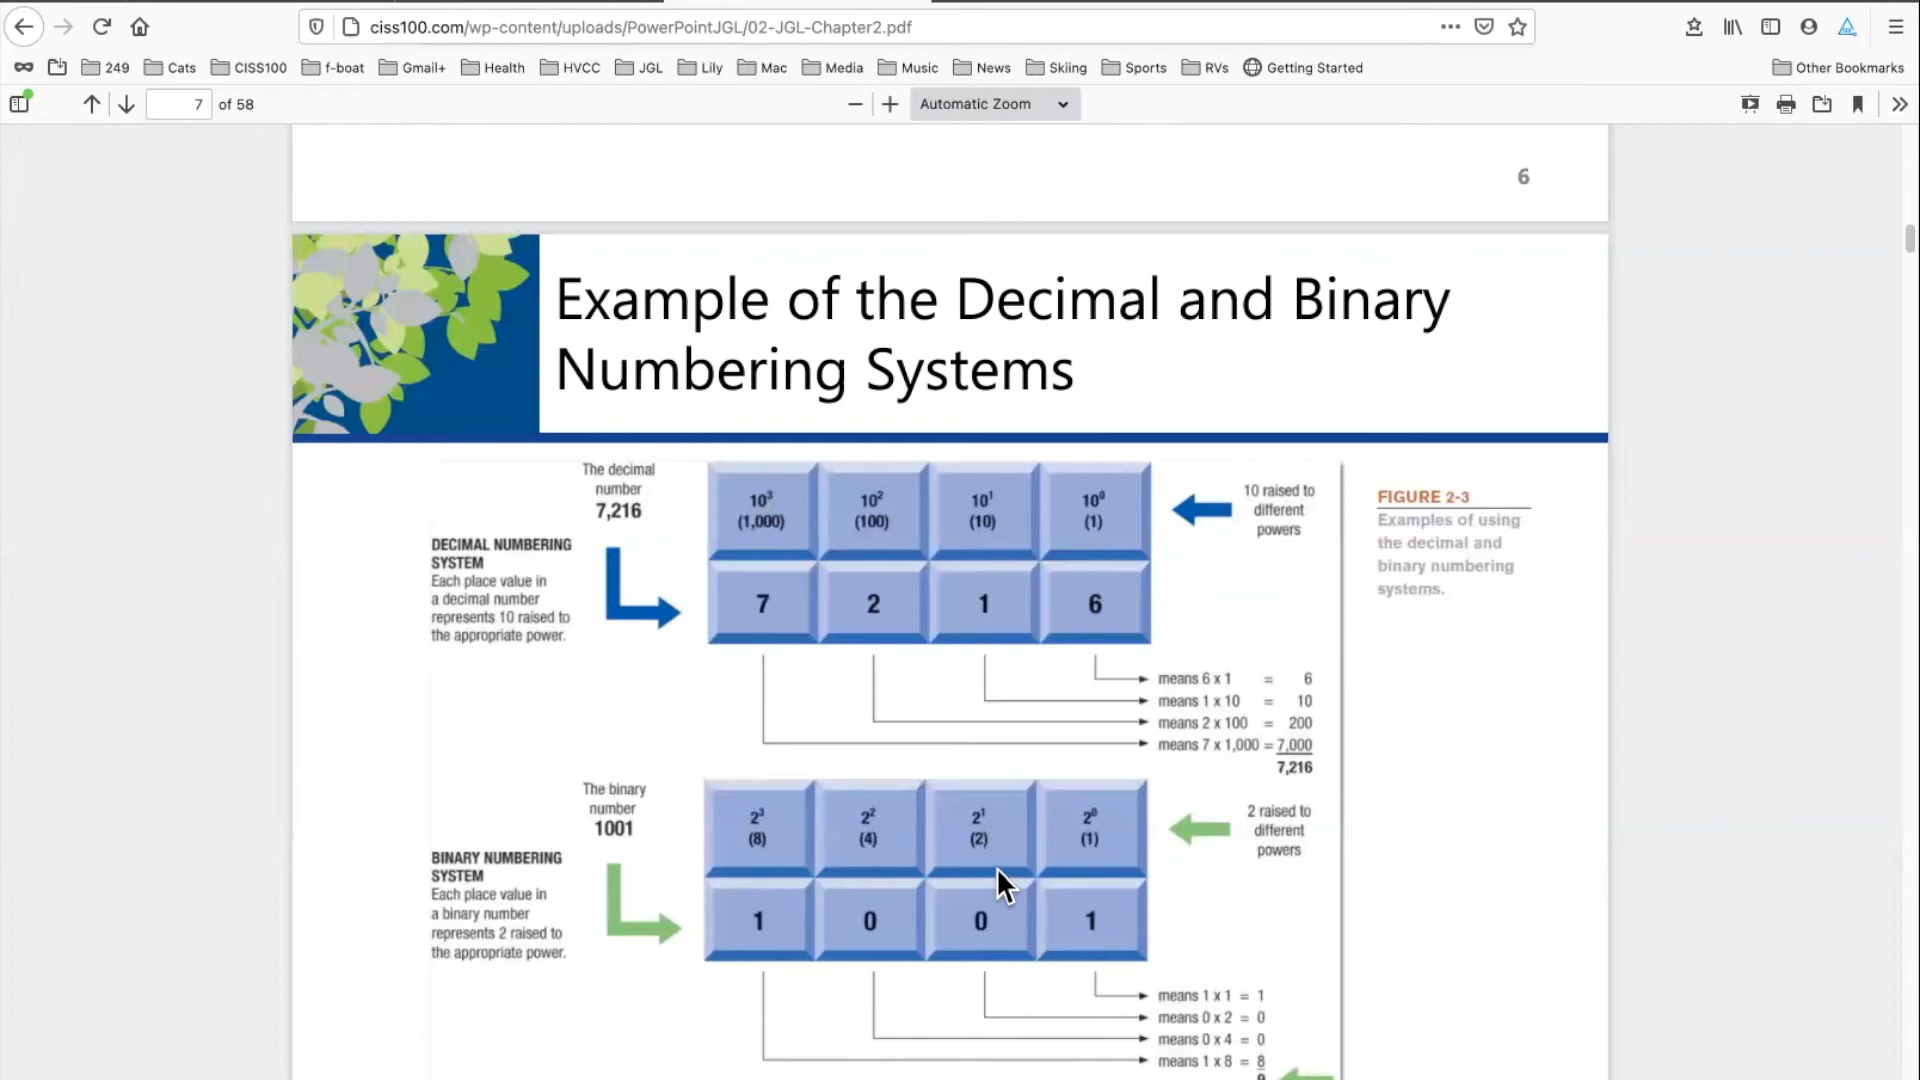 ciss100.com/wp-content/uploads/PowerPointJGL/02-JGL-Chapter2.pdf
249 Cats CISS100 f-boat Gmail+ Health HVCC JGL Lily Mac Media Music News Skiing Sports RVs Getting Started Other Bookmarks
7 of 58 Automatic Zoom
6
Example of the Decimal and Binary
Numbering Systems
The decimal
number
7,216
DECIMAL NUMBERING
SYSTEM
Each place value in
a decimal number
represents 10 raised to
the appropriate power.
10³ 10² 10¹ 10⁰
(1,000) (100) (10) (1)
7 2 1 6
10 raised to
different
powers
FIGURE 2-3
Examples of using
the decimal and
binary numbering
systems.
means 6 x 1 = 6
means 1 x 10 = 10
means 2 x 100 = 200
means 7 x 1,000 = 7,000
7,216
The binary
number
1001
BINARY NUMBERING
SYSTEM
Each place value in
a binary number
represents 2 raised to
the appropriate power.
2³ 2² 2¹ 2⁰
(8) (4) (2) (1)
1 0 0 1
2 raised to
different
powers
means 1 x 1 = 1
means 0 x 2 = 0
means 0 x 4 = 0
means 1 x 8 = 8
9